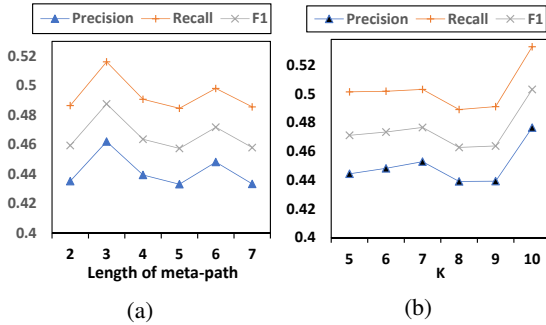 Precision Recall F1
0.52
0.5
0.48
0.46
0.44
0.42
0.4
2 3 4 5 6 7
Length of meta-path
(a)
Precision Recall F1
0.52
0.5
0.48
0.46
0.44
0.42
0.4
5 6 7 8 9 10
K
(b)